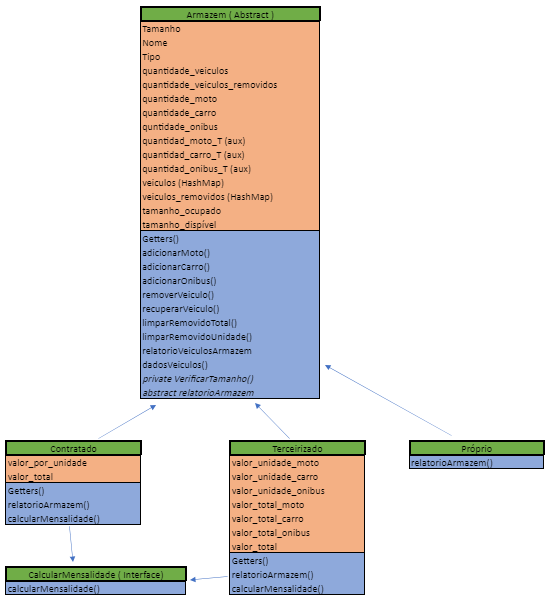 Armazem ( Abstract )
Tamanho
Nome
Tipo
quantidade_veiculos
quantidade_veiculos_removidos
quantidade_moto
quantidade_carro
quntidade_onibus
quantidad_moto_T (aux)
quantidad_carro_T (aux)
quantidad_onibus_T (aux)
veiculos (HashMap)
veiculos_removidos (HashMap)
tamanho_ocupado
tamanho_dispível
Getters()
adicionarMoto()
adicionarCarro()
adicionarOnibus()
removerVeiculo()
recuperarVeiculo()
limparRemovidoTotal()
limparRemovidoUnidade()
relatorioVeiculosArmazem
dadosVeiculos()
private VerificarTamanho()
abstract relatorioArmazem
Contratado
valor_por_unidade
valor_total
Getters()
relatorioArmazem()
calcularMensalidade()
Terceirizado
valor_unidade_moto
valor_unidade_carro
valor_unidade_onibus
valor_total_moto
valor_total_carro
valor_total_onibus
valor_total
Getters()
relatorioArmazem()
calcularMensalidade()
Próprio
relatorioArmazem()
CalcularMensalidade ( Interface)
calcularMensalidade()